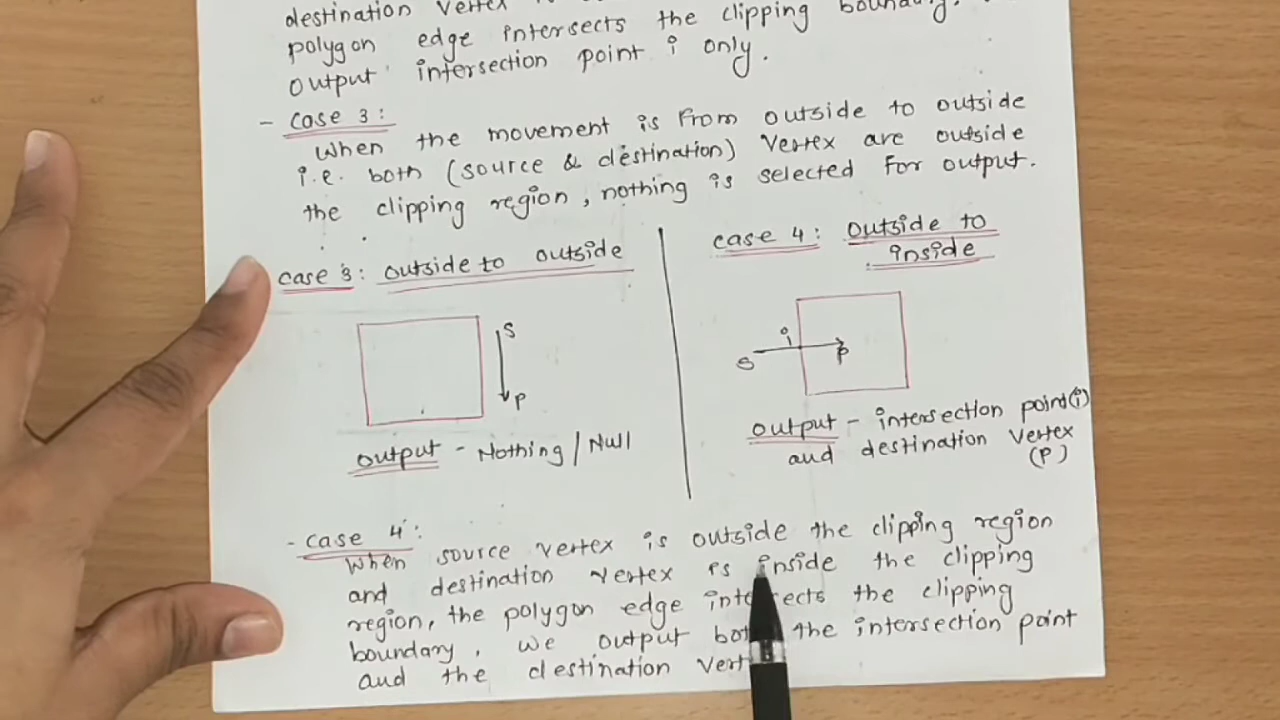 destination vertex
polygon edge intersects the clipping boundary.
output intersection point i only.
- case 3:
When the movement is From outside to outside
i.e. both (source & destination) Vertex are outside
the clipping region, nothing is selected For output.
case 3: outside to outside
S
P
output - Nothing / Null
case 4: outside to
inside
i
S
P
output - intersection point(i)
and destination vertex
(P)
- case 4:
When source vertex is outside the clipping region
and destination vertex is inside the clipping
region, the polygon edge intersects the clipping
boundary, we output both the intersection point
and the destination